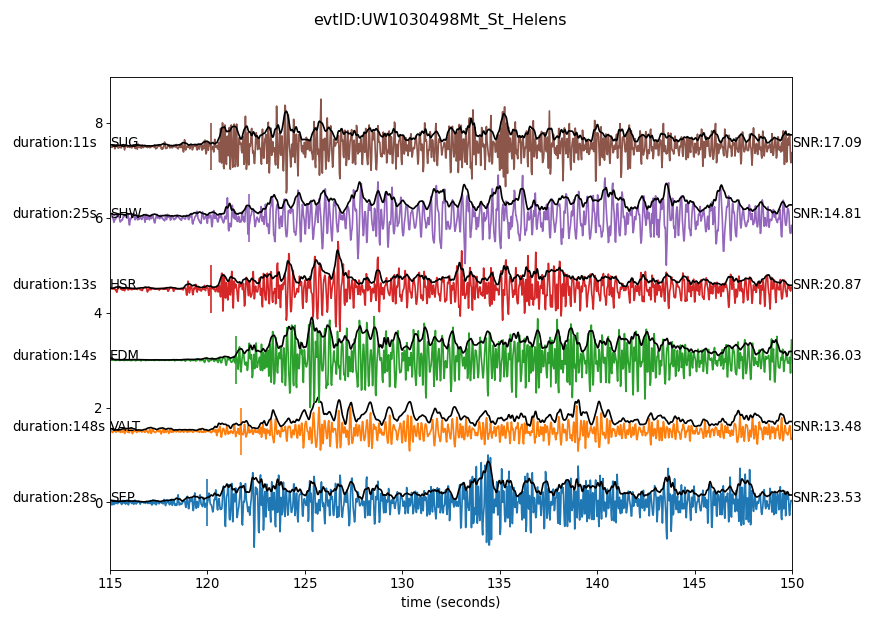 evtID:UW1030498Mt_St_Helens
8
duration:11s SUG SNR:17.09
duration:25s SHW SNR:14.81
6
duration:13s HSR SNR:20.87
4
duration:14s EDM SNR:36.03
2
duration:148s VALT SNR:13.48
duration:28s SEP SNR:23.53
0
115 120 125 130 135 140 145 150
time (seconds)